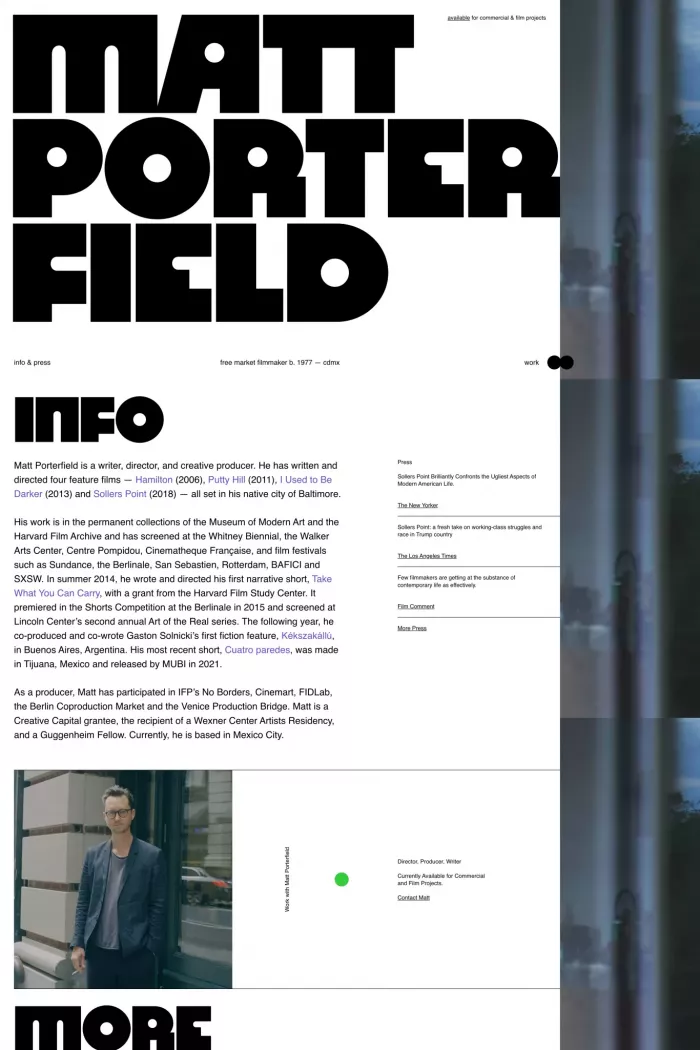 MATT
available for commercial & film projects
PORTER
FIELD
info & press
free market filmmaker b. 1977 — cdmx
work
INFO
Matt Porterfield is a writer, director, and creative producer. He has written and
directed four feature films — Hamilton (2006), Putty Hill (2011), I Used to Be
Darker (2013) and Sollers Point (2018) — all set in his native city of Baltimore.
His work is in the permanent collections of the Museum of Modern Art and the
Harvard Film Archive and has screened at the Whitney Biennial, the Walker
Arts Center, Centre Pompidou, Cinematheque Française, and film festivals
such as Sundance, the Berlinale, San Sebastien, Rotterdam, BAFICI and
SXSW. In summer 2014, he wrote and directed his first narrative short, Take
What You Can Carry, with a grant from the Harvard Film Study Center. It
premiered in the Shorts Competition at the Berlinale in 2015 and screened at
Lincoln Center's second annual Art of the Real series. The following year, he
co-produced and co-wrote Gaston Solnicki's first fiction feature, Kékszakállú,
in Buenos Aires, Argentina. His most recent short, Cuatro paredes, was made
in Tijuana, Mexico and released by MUBI in 2021.
As a producer, Matt has participated in IFP's No Borders, Cinemart, FIDLab,
the Berlin Coproduction Market and the Venice Production Bridge. Matt is a
Creative Capital grantee, the recipient of a Wexner Center Artists Residency,
and a Guggenheim Fellow. Currently, he is based in Mexico City.
Press
Sollers Point Brilliantly Confronts the Ugliest Aspects of
Modern American Life.
The New Yorker
Sollers Point: a fresh take on working-class struggles and
race in Trump country
The Los Angeles Times
Few filmmakers are getting at the substance of
contemporary life as effectively.
Film Comment
More Press
Work with Matt Porterfield
Director, Producer, Writer
Currently Available for Commercial
and Film Projects.
Contact Matt
MORE